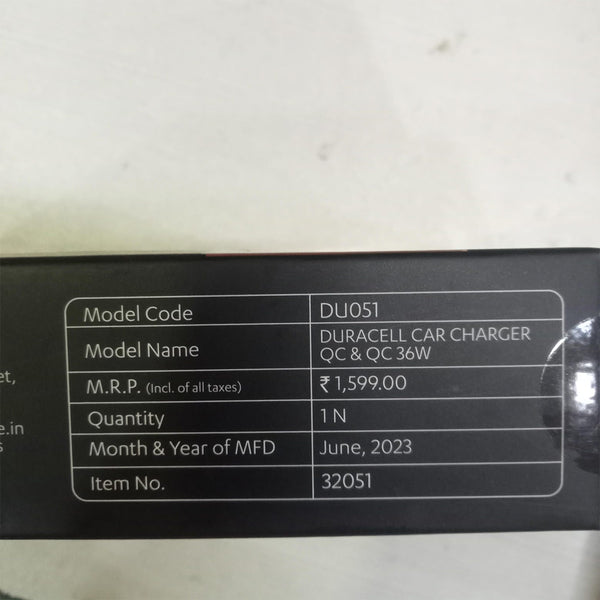 Model Code DU051
Model Name DURACELL CAR CHARGER
QC & QC 36W
M.R.P. (Incl. of all taxes) ₹ 1,599.00
Quantity 1 N
Month & Year of MFD June, 2023
Item No. 32051